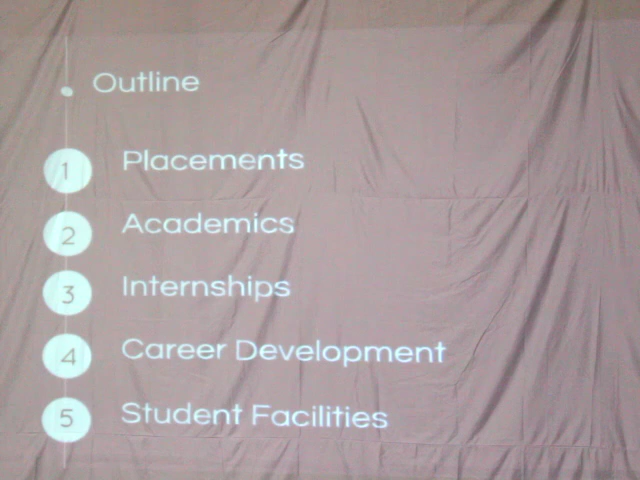 Outline
1 Placements
2 Academics
3 Internships
4 Career Development
5 Student Facilities